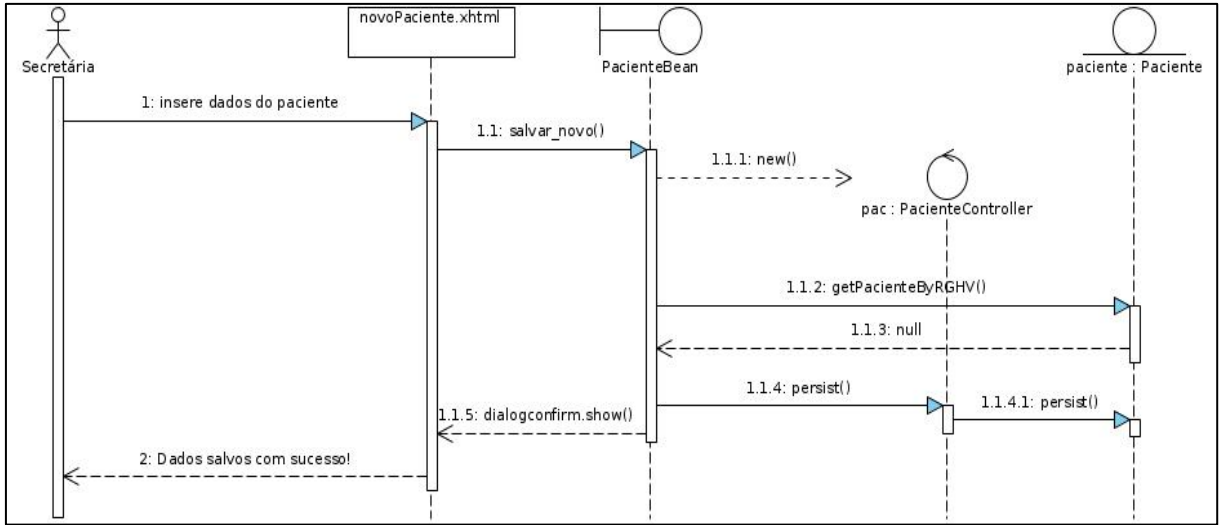 novoPaciente.xhtml
Secretária
PacienteBean
paciente : Paciente
1: insere dados do paciente
1.1: salvar_novo()
1.1.1: new()
pac : PacienteController
1.1.2: getPacienteByRGHV()
1.1.3: null
1.1.4: persist()
1.1.4.1: persist()
1.1.5: dialogconfirm.show()
2: Dados salvos com sucesso!